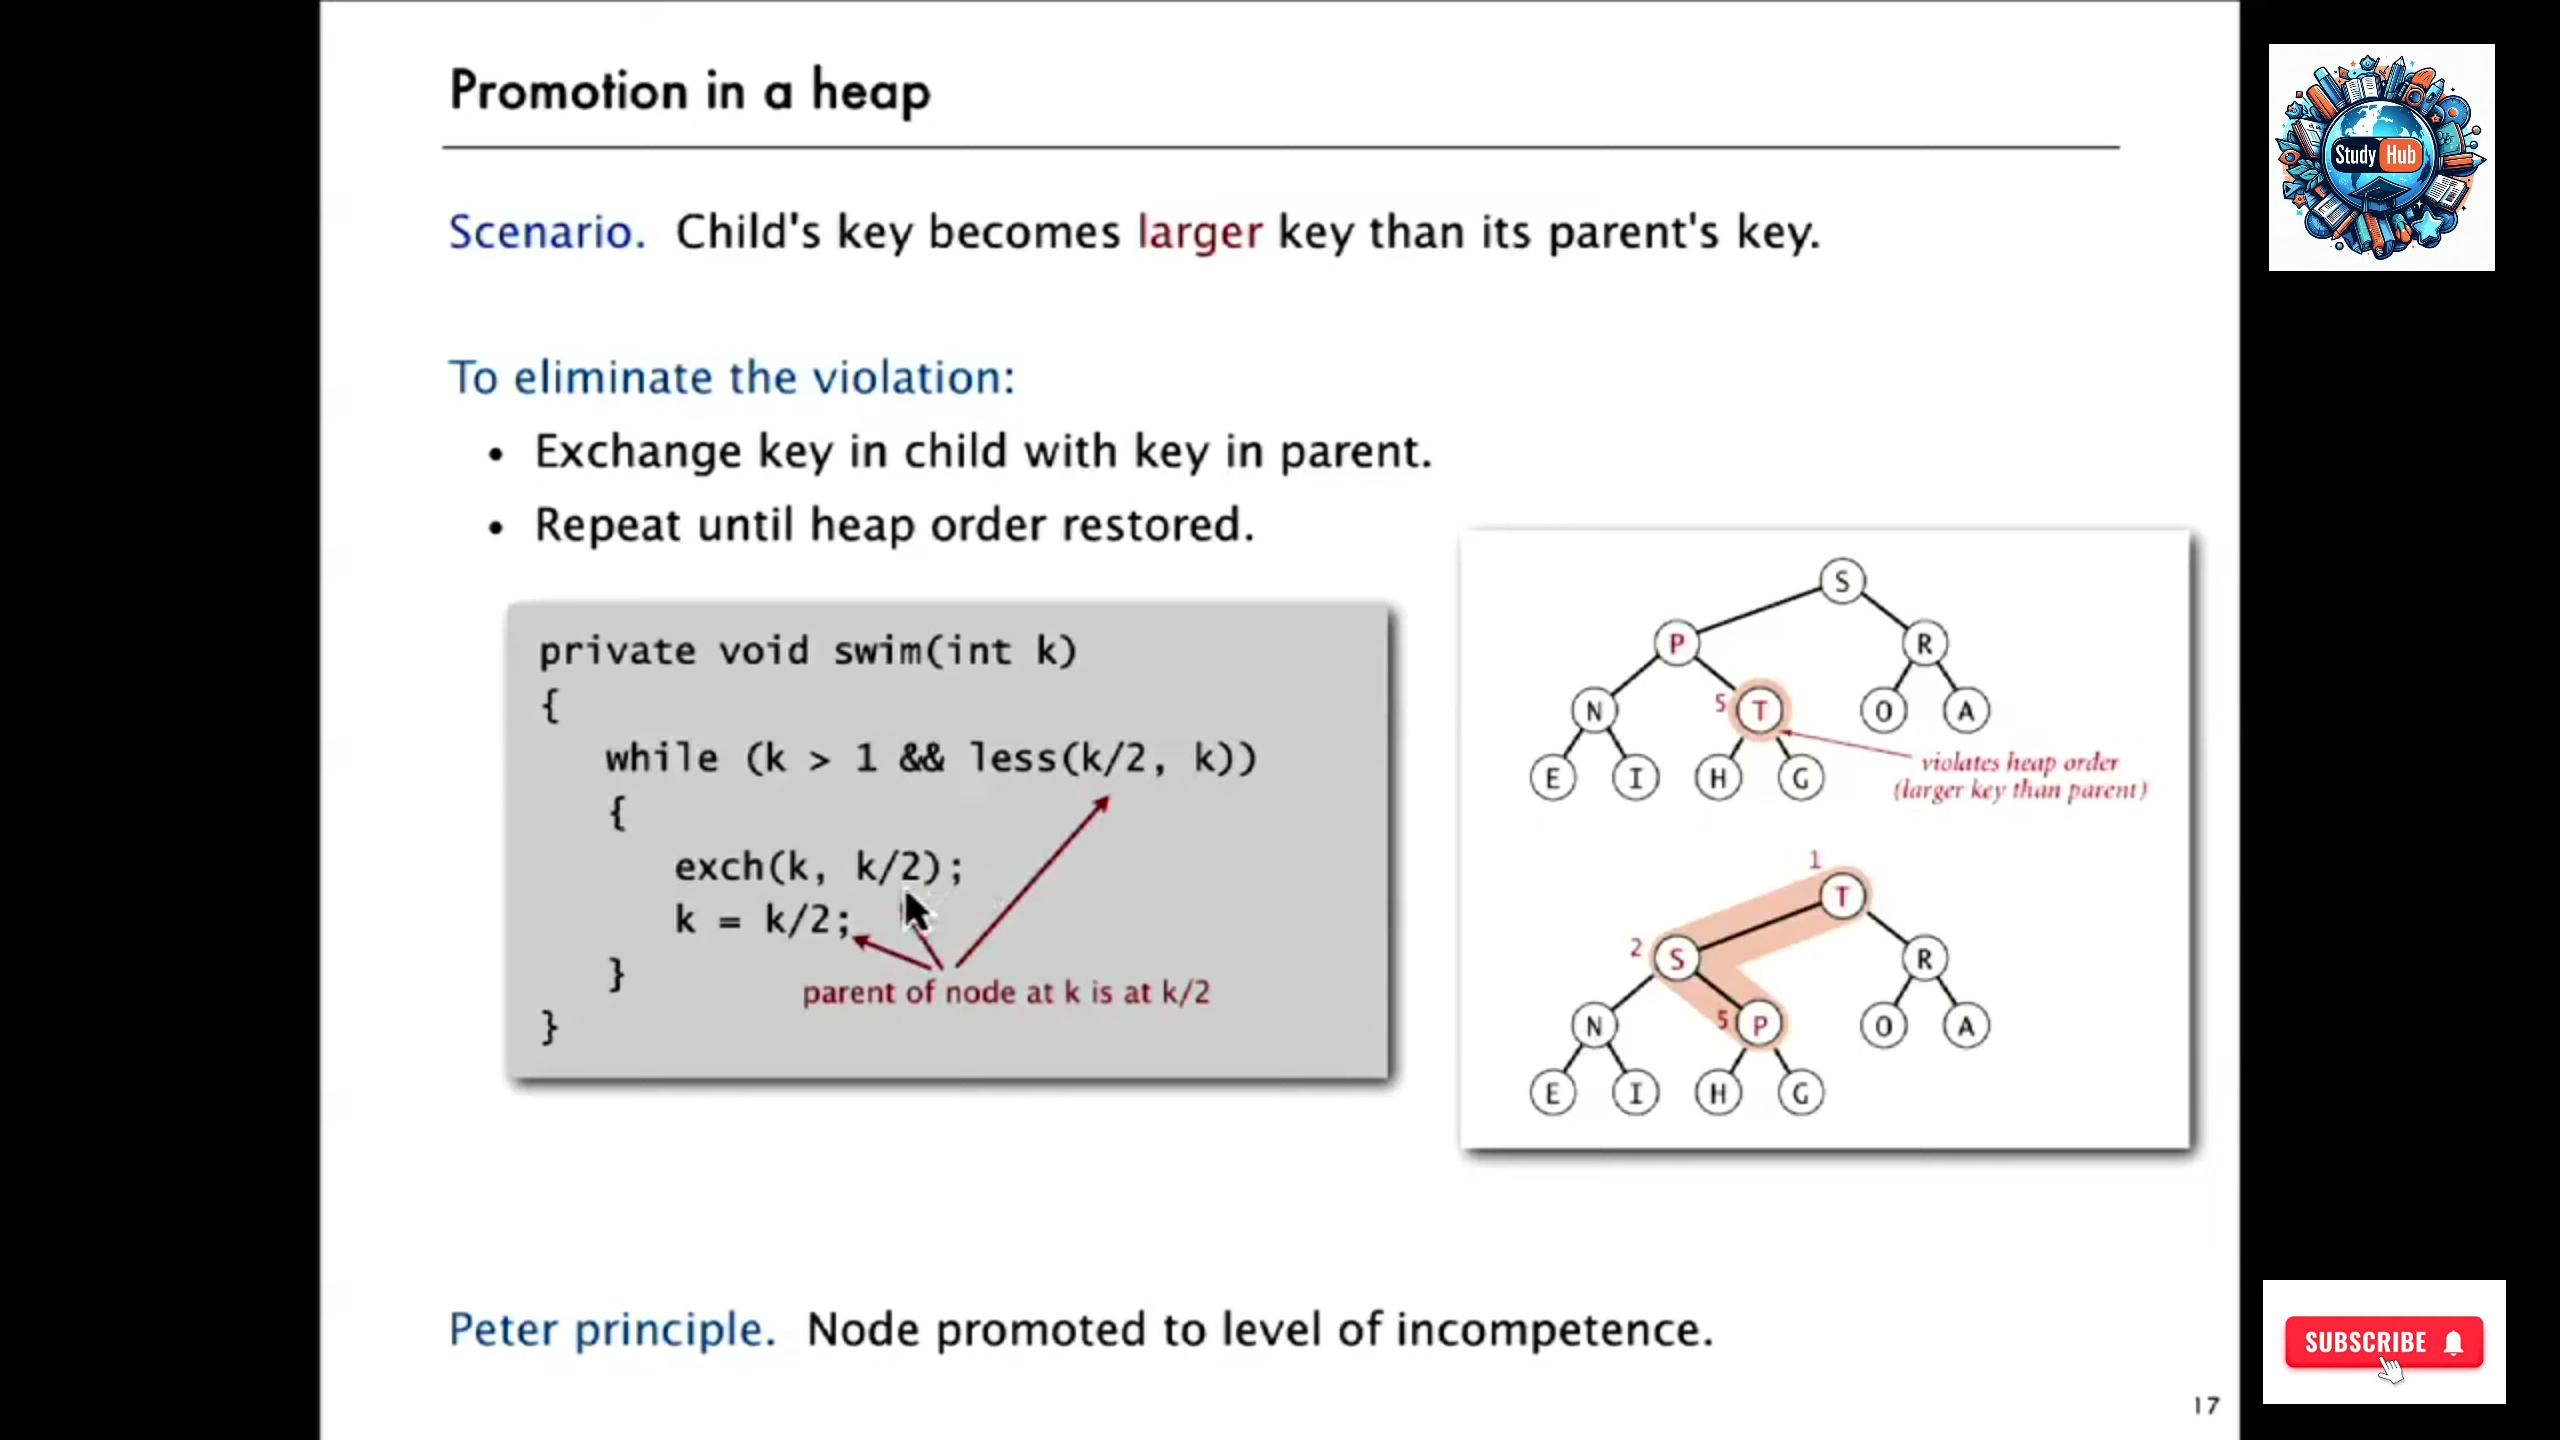 Promotion in a heap
Study Hub
Scenario. Child's key becomes larger key than its parent's key.
To eliminate the violation:
• Exchange key in child with key in parent.
• Repeat until heap order restored.
private void swim(int k)
{
while (k > 1 && less(k/2, k))
{
exch(k, k/2);
k = k/2;
}
}
parent of node at k is at k/2
S
P R
N 5 T O A
E I H G
violates heap order
(larger key than parent)
1
T
2 S R
N 5 P O A
E I H G
Peter principle. Node promoted to level of incompetence.
SUBSCRIBE
17